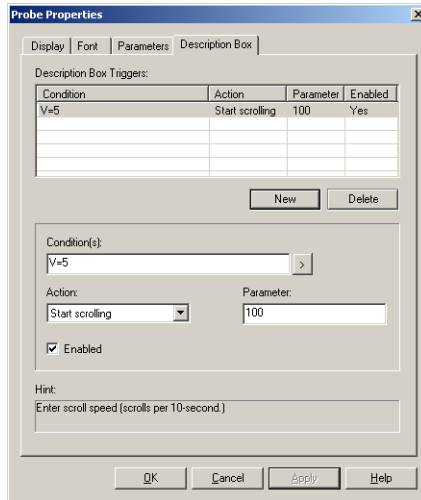 Probe Properties
Display Font Parameters Description Box
Description Box Triggers:
Condition Action Parameter Enabled
V=5 Start scrolling 100 Yes
New Delete
Condition(s):
V=5 >
Action: Parameter:
Start scrolling 100
Enabled
Hint:
Enter scroll speed (scrolls per 10-second.)
OK Cancel Apply Help